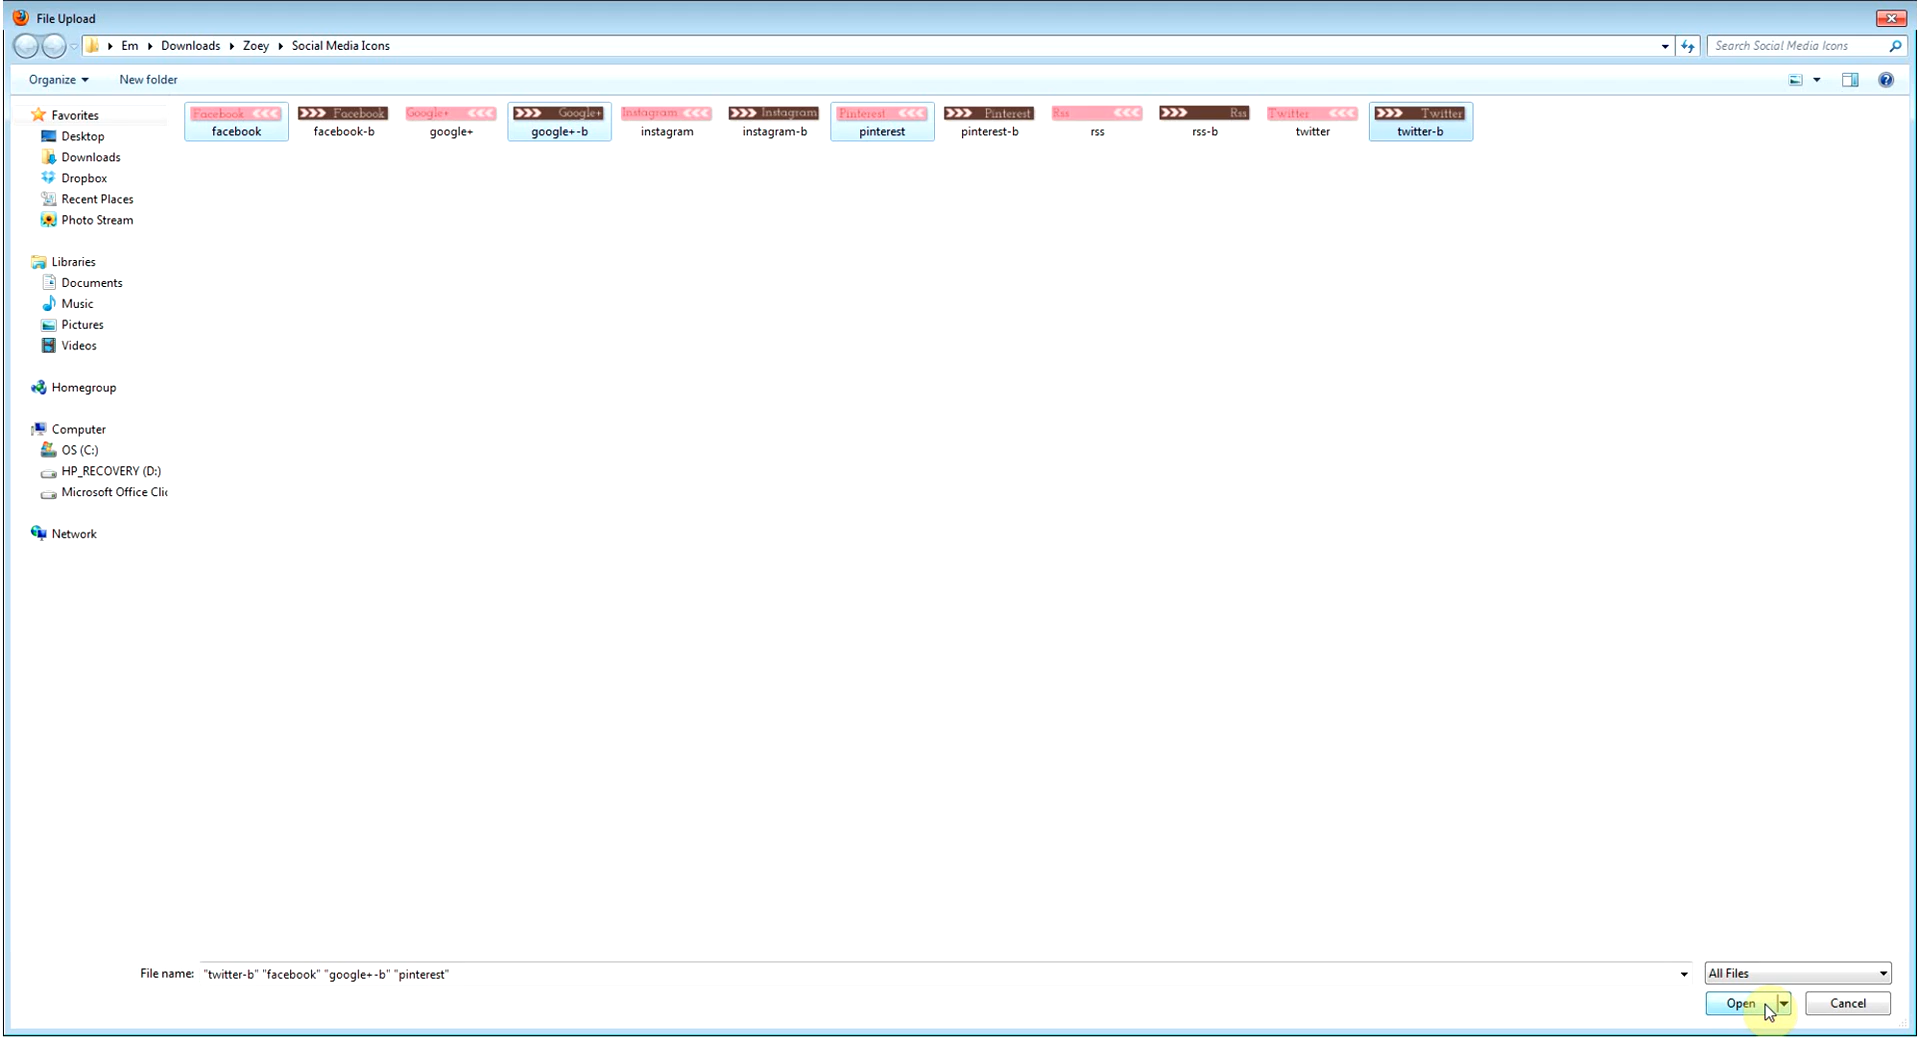 File Upload
Em Downloads Zoey Social Media Icons
Search Social Media Icons
Organize New folder
Facebook Facebook Google+ Google+ Instagram Instagram Pinterest Pinterest Rss Rss Twitter Twitter
facebook facebook-b google+ google+-b instagram instagram-b pinterest pinterest-b rss rss-b twitter twitter-b
Favorites
Desktop
Downloads
Dropbox
Recent Places
Photo Stream
Libraries
Documents
Music
Pictures
Videos
Homegroup
Computer
OS (C:)
HP_RECOVERY (D:)
Microsoft Office Clic
Network
File name: "twitter-b" "facebook" "google+-b" "pinterest"
All Files
Open Cancel